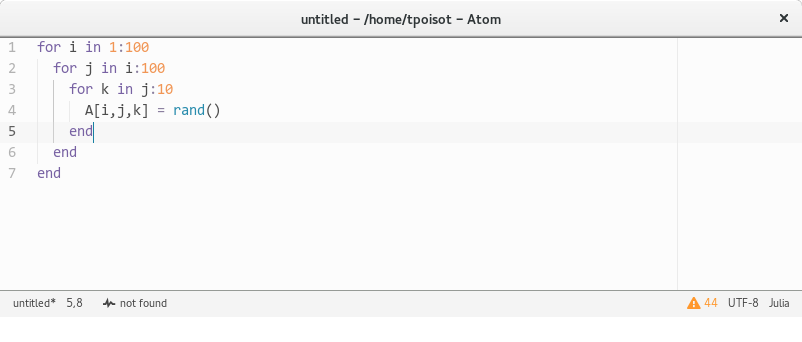 untitled – /home/tpoisot – Atom
1 for i in 1:100
2 for j in i:100
3 for k in j:10
4 A[i,j,k] = rand()
5 end
6 end
7 end
untitled* 5,8 not found 44 UTF-8 Julia